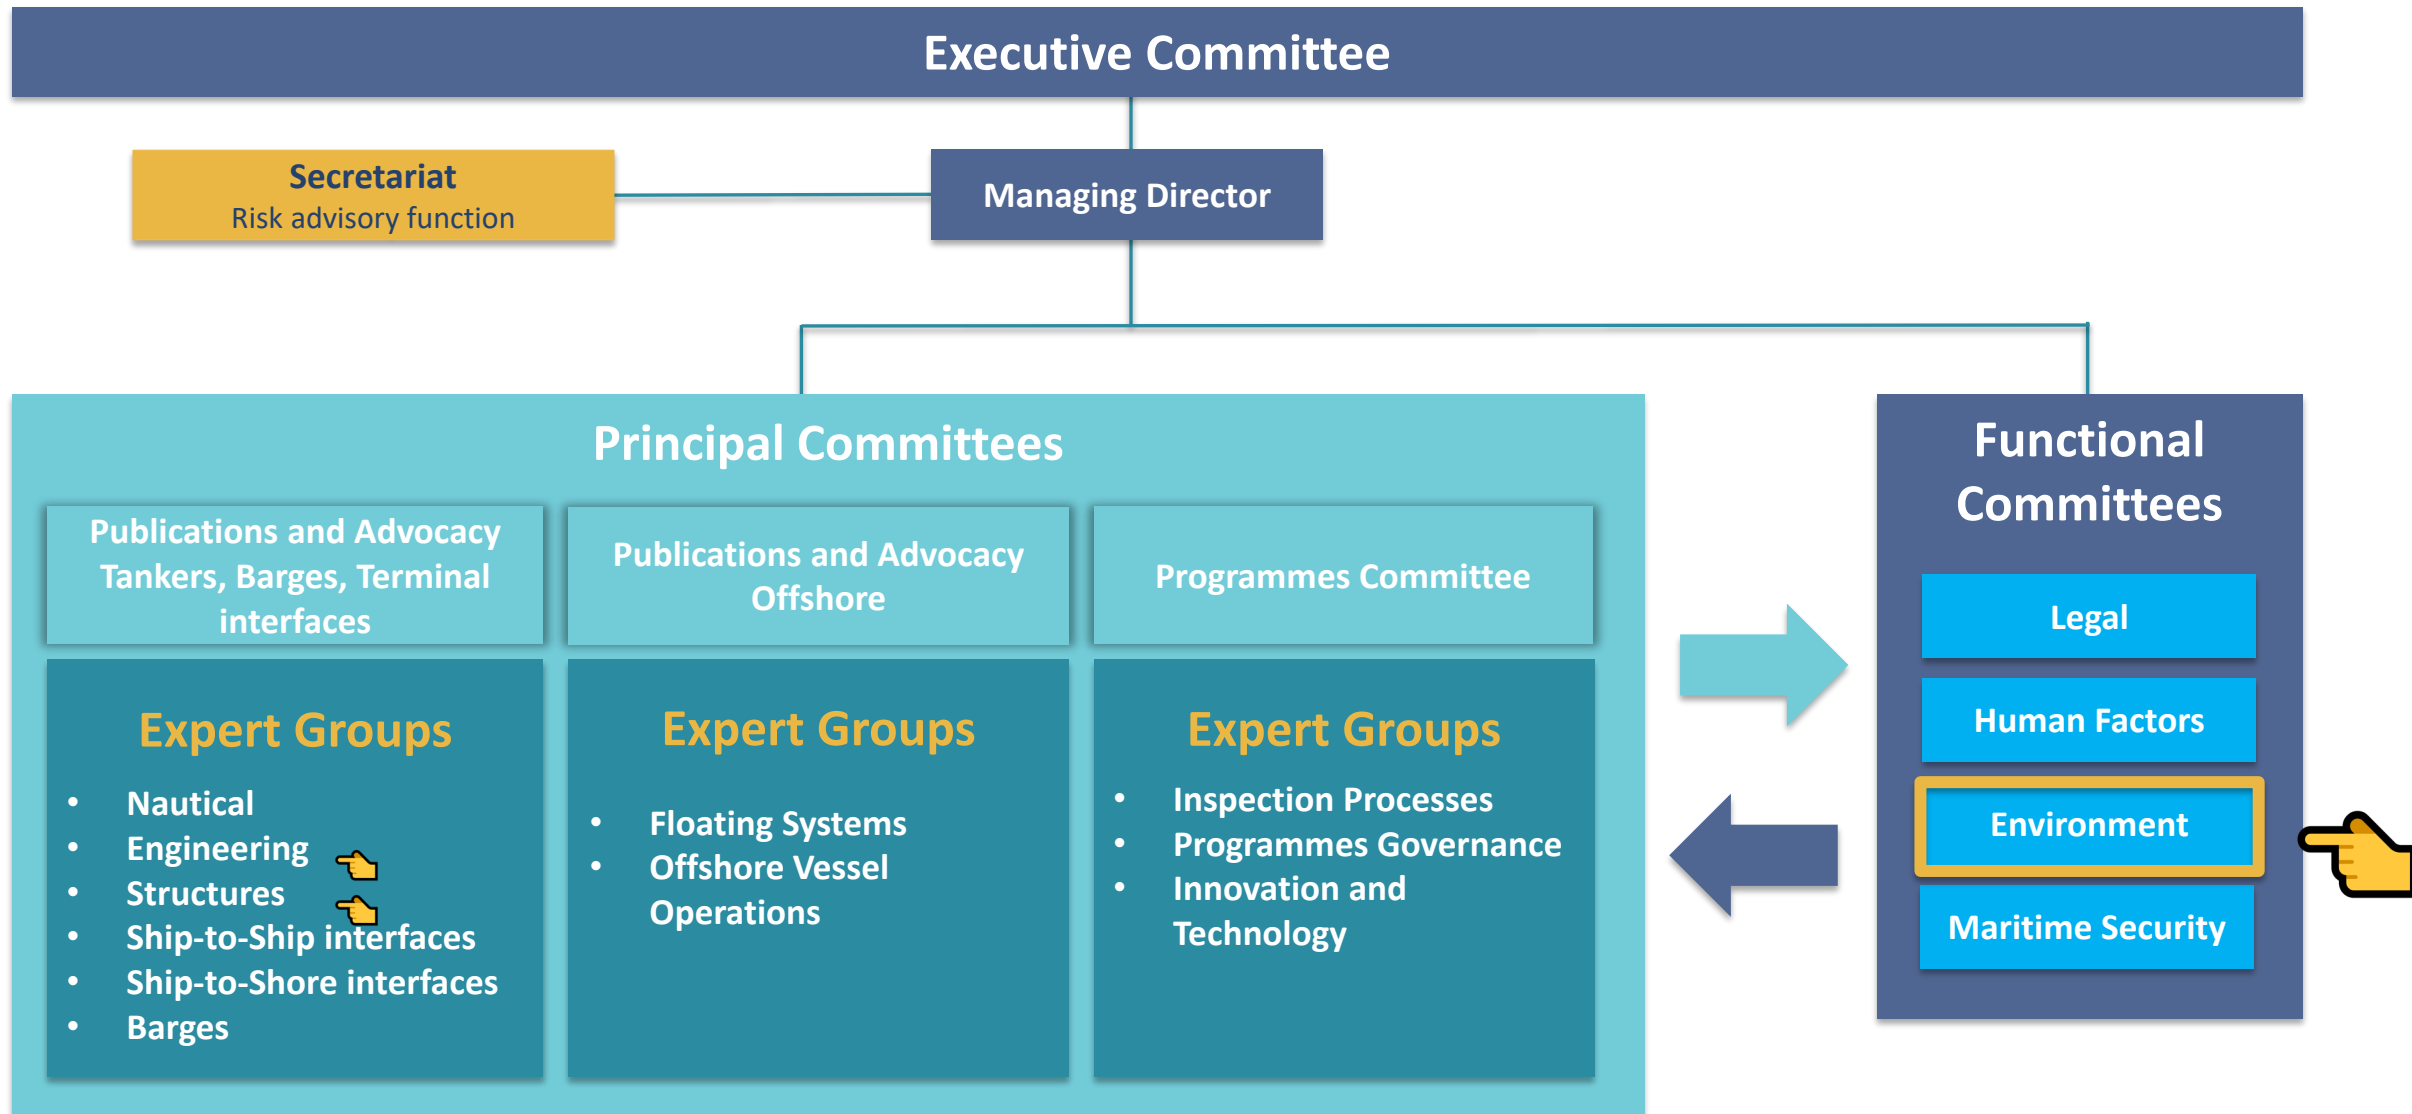 Executive Committee
Secretariat
Risk advisory function
Managing Director
Principal Committees
Publications and Advocacy
Tankers, Barges, Terminal
interfaces
Publications and Advocacy
Offshore
Programmes Committee
Expert Groups
• Nautical
• Engineering
• Structures
• Ship-to-Ship interfaces
• Ship-to-Shore interfaces
• Barges
Expert Groups
• Floating Systems
• Offshore Vessel
Operations
Expert Groups
• Inspection Processes
• Programmes Governance
• Innovation and
Technology
Functional
Committees
Legal
Human Factors
Environment
Maritime Security